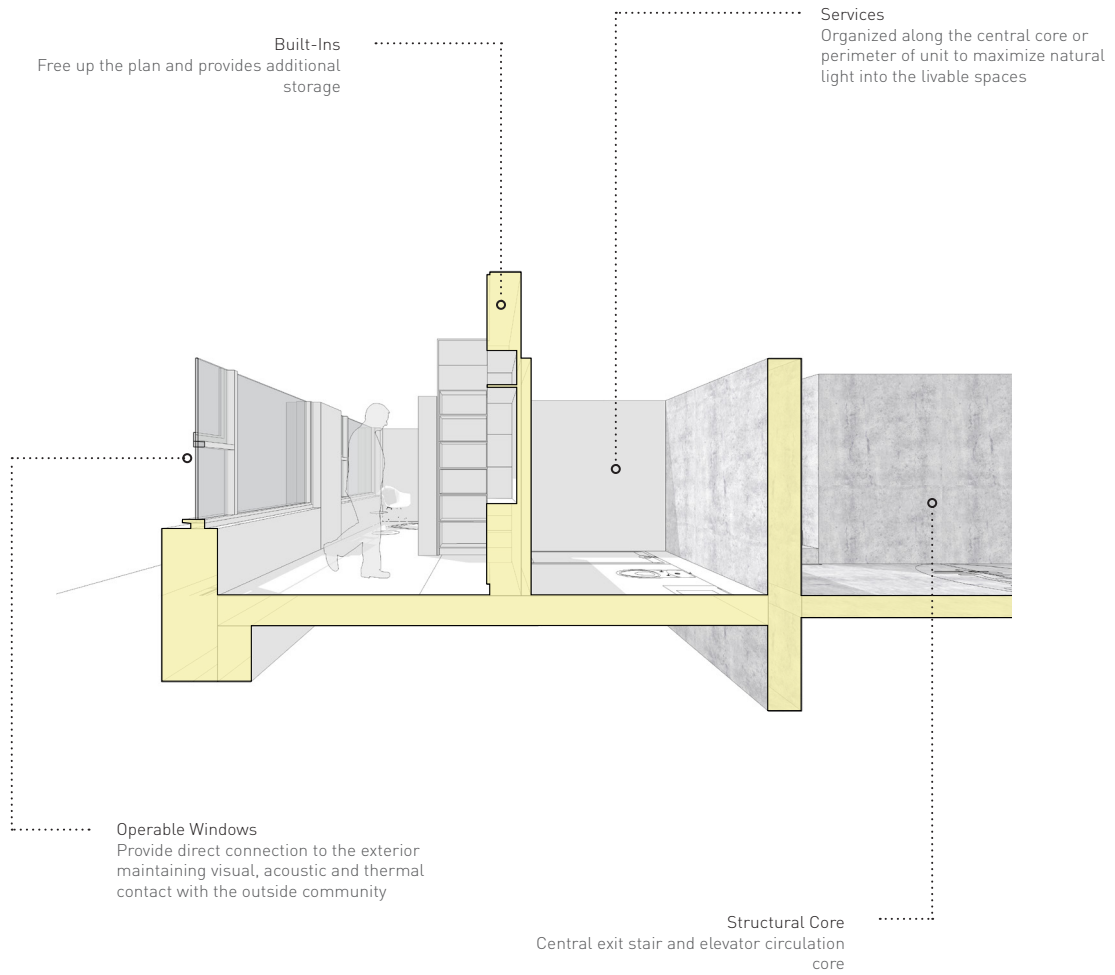 Services
Organized along the central core or
perimeter of unit to maximize natural
light into the livable spaces
Built-Ins
Free up the plan and provides additional
storage
Operable Windows
Provide direct connection to the exterior
maintaining visual, acoustic and thermal
contact with the outside community
Structural Core
Central exit stair and elevator circulation
core